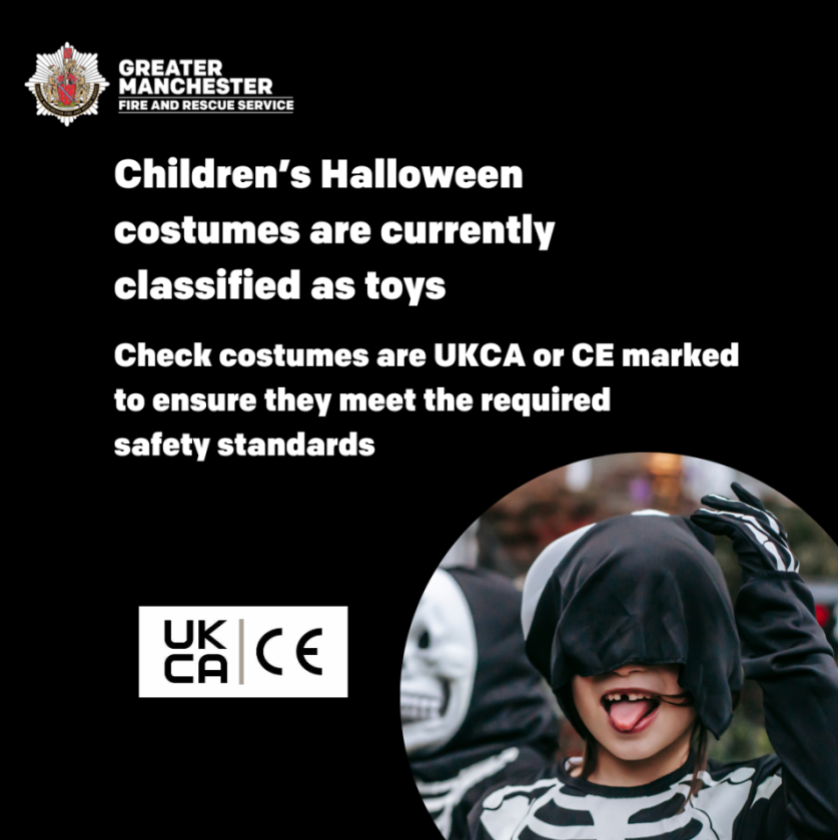 GREATER
MANCHESTER
FIRE AND RESCUE SERVICE
Children’s Halloween
costumes are currently
classified as toys
Check costumes are UKCA or CE marked
to ensure they meet the required
safety standards
UK
CA
CE